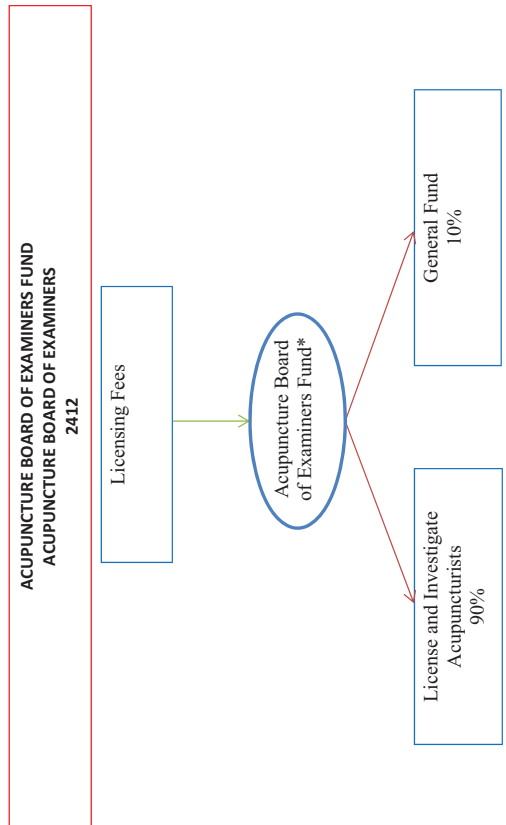 ACUPUNCTURE BOARD OF EXAMINERS FUND
ACUPUNCTURE BOARD OF EXAMINERS
2412
Licensing Fees
Acupuncture Board
of Examiners Fund*
License and Investigate
Acupuncturists
90%
General Fund
10%